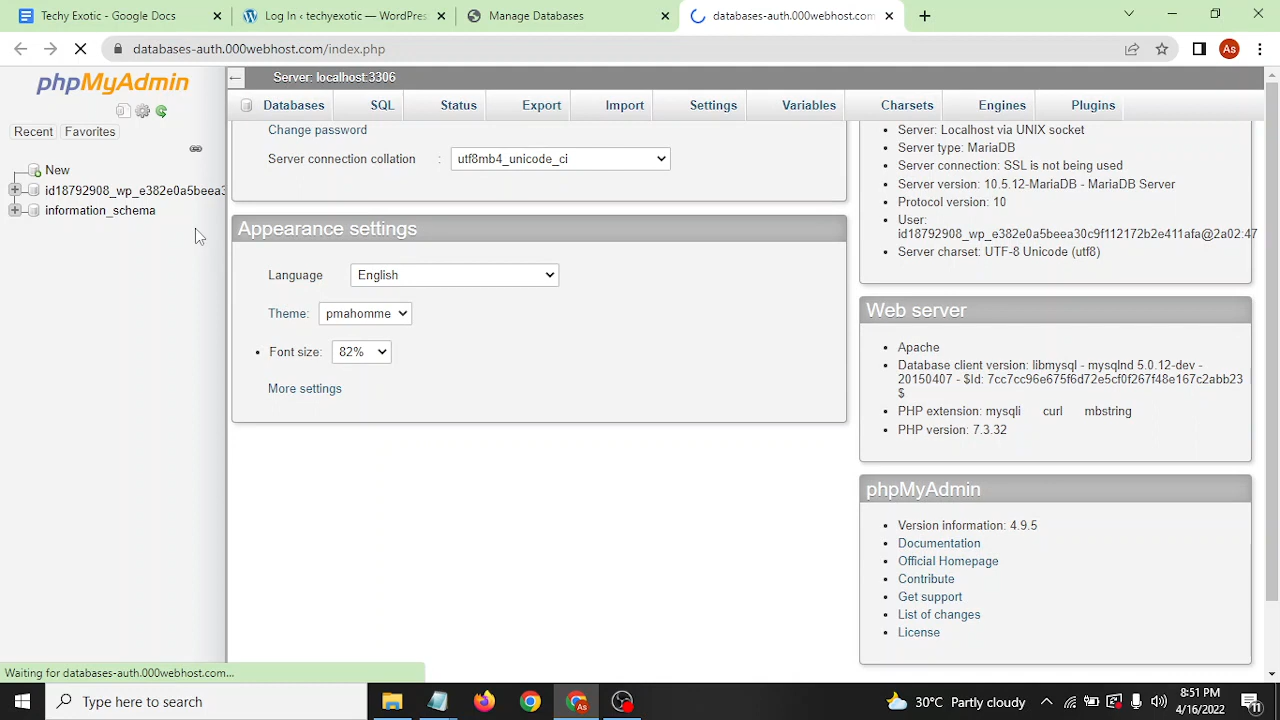 Techy Exotic - Google Docs
Log In ‹ techyexotic — WordPres
Manage Databases
databases-auth.000webhost.com
databases-auth.000webhost.com/index.php
As
phpMyAdmin
Server: localhost:3306
Databases SQL Status Export Import Settings Variables Charsets Engines Plugins
Recent Favorites
New
id18792908_wp_e382e0a5beea3
information_schema
Change password
Server connection collation : utf8mb4_unicode_ci
Appearance settings
Language English
Theme: pmahomme
Font size: 82%
More settings
Server: Localhost via UNIX socket
Server type: MariaDB
Server connection: SSL is not being used
Server version: 10.5.12-MariaDB - MariaDB Server
Protocol version: 10
User:
id18792908_wp_e382e0a5beea30c9f112172b2e411afa@2a02:47
Server charset: UTF-8 Unicode (utf8)
Web server
Apache
Database client version: libmysql - mysqlnd 5.0.12-dev -
20150407 - $Id: 7cc7cc96e675f6d72e5cf0f267f48e167c2abb23
$
PHP extension: mysqli curl mbstring
PHP version: 7.3.32
phpMyAdmin
Version information: 4.9.5
Documentation
Official Homepage
Contribute
Get support
List of changes
License
Waiting for databases-auth.000webhost.com...
Type here to search
As
30°C Partly cloudy
8:51 PM
4/16/2022
11